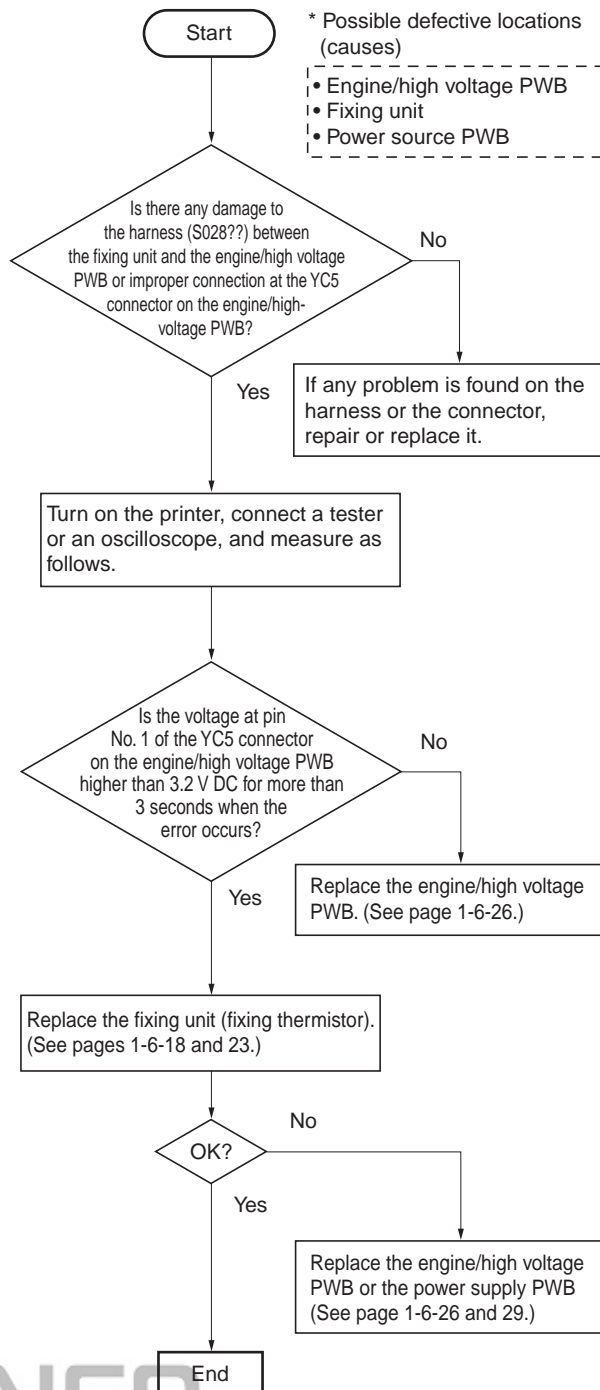 Start
* Possible defective locations
(causes)
• Engine/high voltage PWB
• Fixing unit
• Power source PWB
Is there any damage to
the harness (S028??) between
the fixing unit and the engine/high voltage
PWB or improper connection at the YC5
connector on the engine/high-
voltage PWB?
No
Yes
If any problem is found on the
harness or the connector,
repair or replace it.
Turn on the printer, connect a tester
or an oscilloscope, and measure as
follows.
Is the voltage at pin
No. 1 of the YC5 connector
on the engine/high voltage PWB
higher than 3.2 V DC for more than
3 seconds when the
error occurs?
No
Yes
Replace the engine/high voltage
PWB. (See page 1-6-26.)
Replace the fixing unit (fixing thermistor).
(See pages 1-6-18 and 23.)
OK?
No
Yes
Replace the engine/high voltage
PWB or the power supply PWB
(See page 1-6-26 and 29.)
End